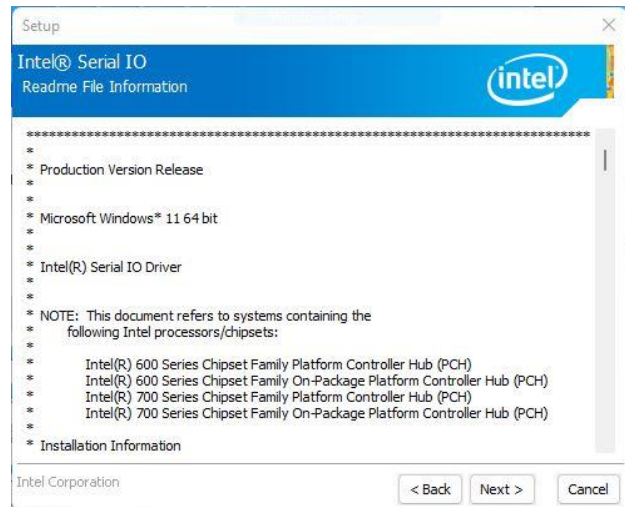 Setup
Intel® Serial IO
Readme File Information
intel
******************************************************************************
*
* Production Version Release
*
*
* Microsoft Windows* 11 64 bit
*
*
* Intel(R) Serial IO Driver
*
*
* NOTE: This document refers to systems containing the
* following Intel processors/chipsets:
*
* Intel(R) 600 Series Chipset Family Platform Controller Hub (PCH)
* Intel(R) 600 Series Chipset Family On-Package Platform Controller Hub (PCH)
* Intel(R) 700 Series Chipset Family Platform Controller Hub (PCH)
* Intel(R) 700 Series Chipset Family On-Package Platform Controller Hub (PCH)
*
* Installation Information
Intel Corporation
< Back
Next >
Cancel